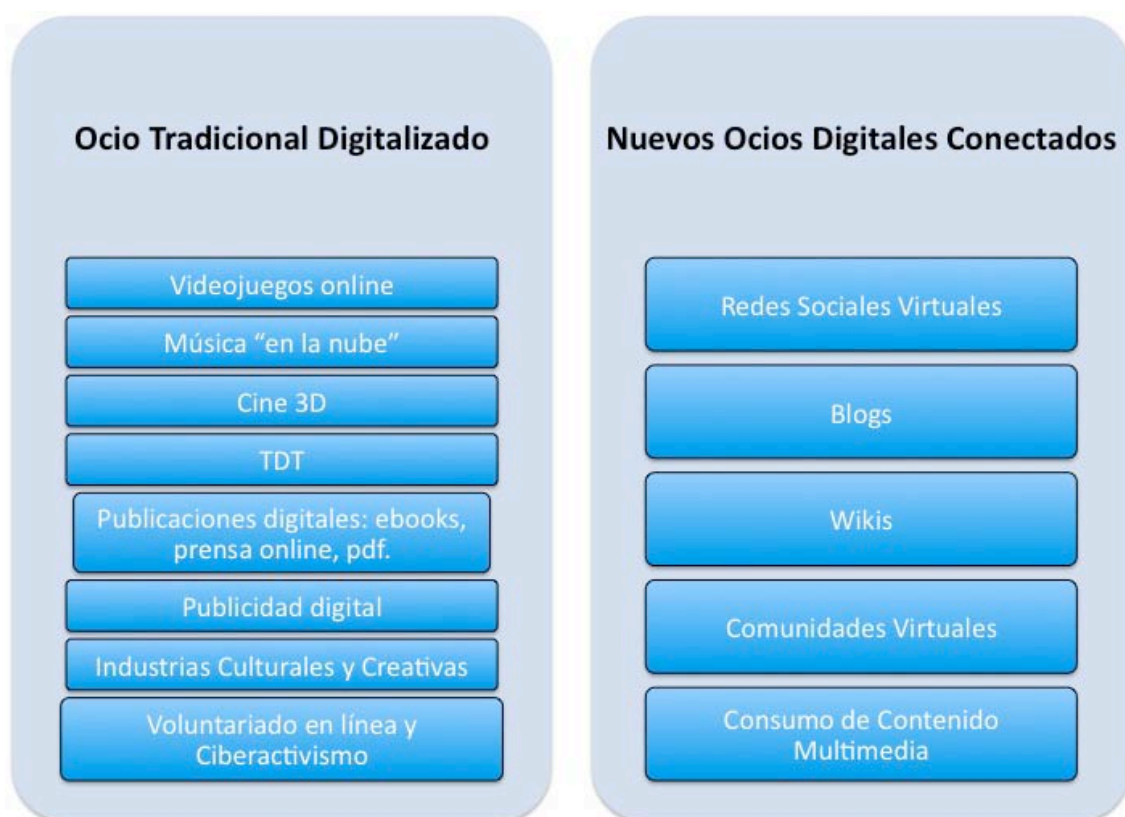 Ocio Tradicional Digitalizado
Videojuegos online
Música “en la nube”
Cine 3D
TDT
Publicaciones digitales: ebooks,
prensa online, pdf.
Publicidad digital
Industrias Culturales y Creativas
Voluntariado en línea y
Ciberactivismo
Nuevos Ocios Digitales Conectados
Redes Sociales Virtuales
Blogs
Wikis
Comunidades Virtuales
Consumo de Contenido
Multimedia